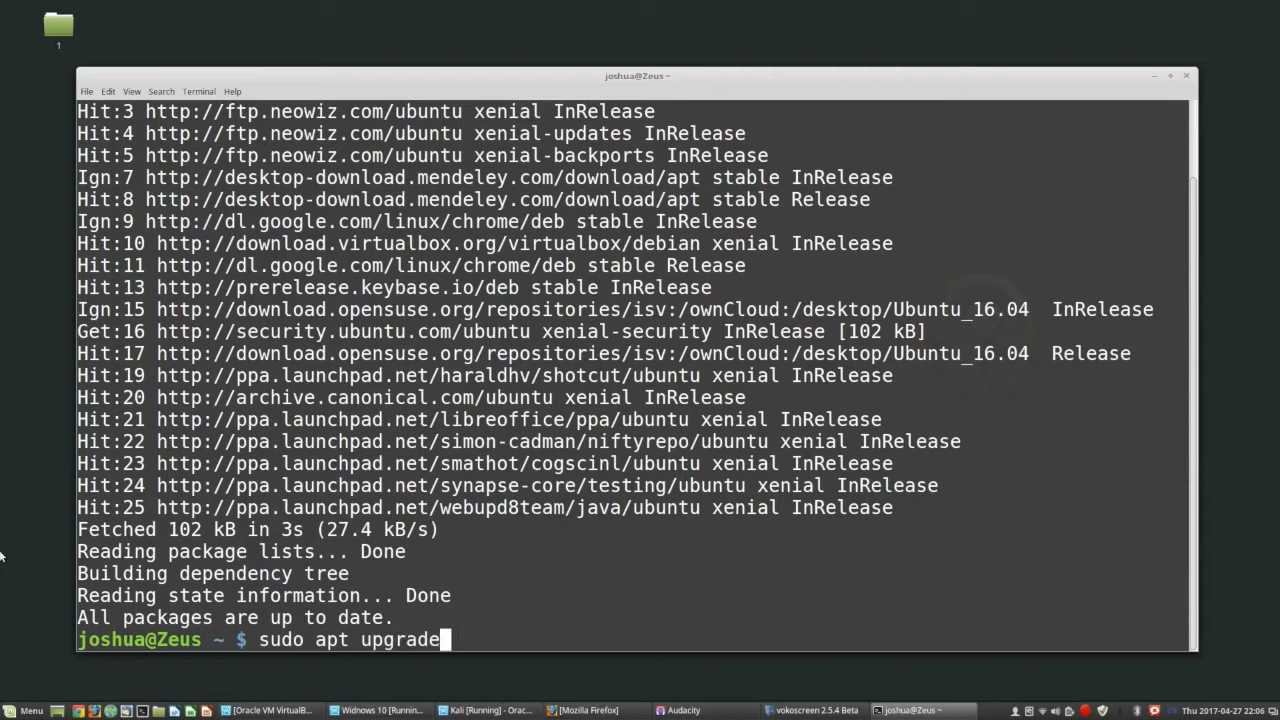 1
joshua@Zeus ~
File Edit View Search Terminal Help
Hit:3 http://ftp.neowiz.com/ubuntu xenial InRelease
Hit:4 http://ftp.neowiz.com/ubuntu xenial-updates InRelease
Hit:5 http://ftp.neowiz.com/ubuntu xenial-backports InRelease
Ign:7 http://desktop-download.mendeley.com/download/apt stable InRelease
Hit:8 http://desktop-download.mendeley.com/download/apt stable Release
Ign:9 http://dl.google.com/linux/chrome/deb stable InRelease
Hit:10 http://download.virtualbox.org/virtualbox/debian xenial InRelease
Hit:11 http://dl.google.com/linux/chrome/deb stable Release
Hit:13 http://prerelease.keybase.io/deb stable InRelease
Ign:15 http://download.opensuse.org/repositories/isv:/ownCloud:/desktop/Ubuntu_16.04  InRelease
Get:16 http://security.ubuntu.com/ubuntu xenial-security InRelease [102 kB]
Hit:17 http://download.opensuse.org/repositories/isv:/ownCloud:/desktop/Ubuntu_16.04  Release
Hit:19 http://ppa.launchpad.net/haraldhv/shotcut/ubuntu xenial InRelease
Hit:20 http://archive.canonical.com/ubuntu xenial InRelease
Hit:21 http://ppa.launchpad.net/libreoffice/ppa/ubuntu xenial InRelease
Hit:22 http://ppa.launchpad.net/simon-cadman/niftyrepo/ubuntu xenial InRelease
Hit:23 http://ppa.launchpad.net/smathot/cogscinl/ubuntu xenial InRelease
Hit:24 http://ppa.launchpad.net/synapse-core/testing/ubuntu xenial InRelease
Hit:25 http://ppa.launchpad.net/webupd8team/java/ubuntu xenial InRelease
Fetched 102 kB in 3s (27.4 kB/s)
Reading package lists... Done
Building dependency tree
Reading state information... Done
All packages are up to date.
joshua@Zeus ~ $ sudo apt upgrade
Menu [Oracle VM VirtualB... Widnows 10 [Runnin... Kali [Running] - Orac... [Mozilla Firefox] Audacity vokoscreen 2.5.4 Beta joshua@Zeus ~ Thu 2017-04-27 22:06